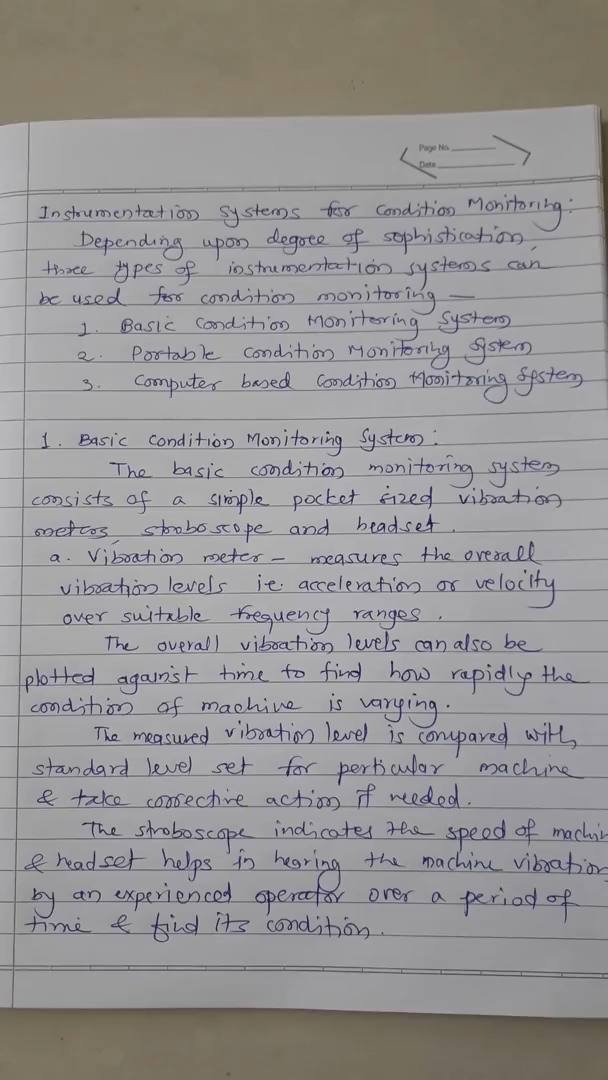 Page No.
Date
Instrumentation systems for condition Monitoring:
Depending upon degree of sophistication,
three types of instrumentation systems can
be used for condition monitoring —
1. Basic Condition Monitoring System
2. Portable condition Monitoring System
3. Computer based Condition Monitoring System
1. Basic Condition Monitoring System:
The basic condition monitoring system
consists of a simple pocket sized vibration
meters, stroboscope and headset.
a. Vibration meter – measures the overall
vibration levels ie. acceleration or velocity
over suitable frequency ranges.
The overall vibration levels can also be
plotted against time to find how rapidly the
condition of machine is varying.
The measured vibration level is compared with
standard level set for perticular machine
& take corrective action if needed.
The stroboscope indicates the speed of machin
& headset helps in hearing the machine vibration
by an experienced operator over a period of
time & find its condition.